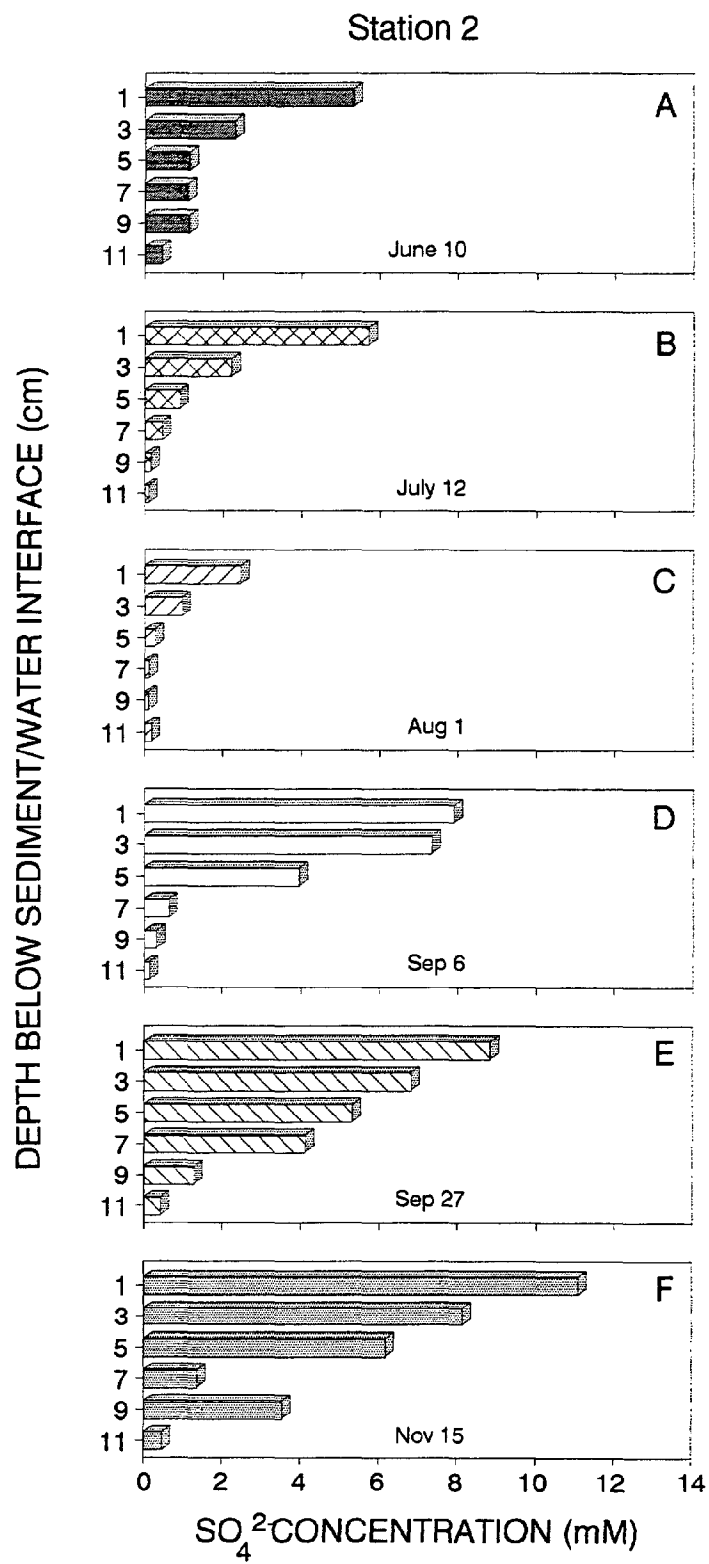 Station 2
DEPTH BELOW SEDIMENT/WATER INTERFACE (cm)
A
1
3
5
7
9
11
June 10
B
1
3
5
7
9
11
July 12
C
1
3
5
7
9
11
Aug 1
D
1
3
5
7
9
11
Sep 6
E
1
3
5
7
9
11
Sep 27
F
1
3
5
7
9
11
Nov 15
0 2 4 6 8 10 12 14
SO₄²⁻CONCENTRATION (mM)